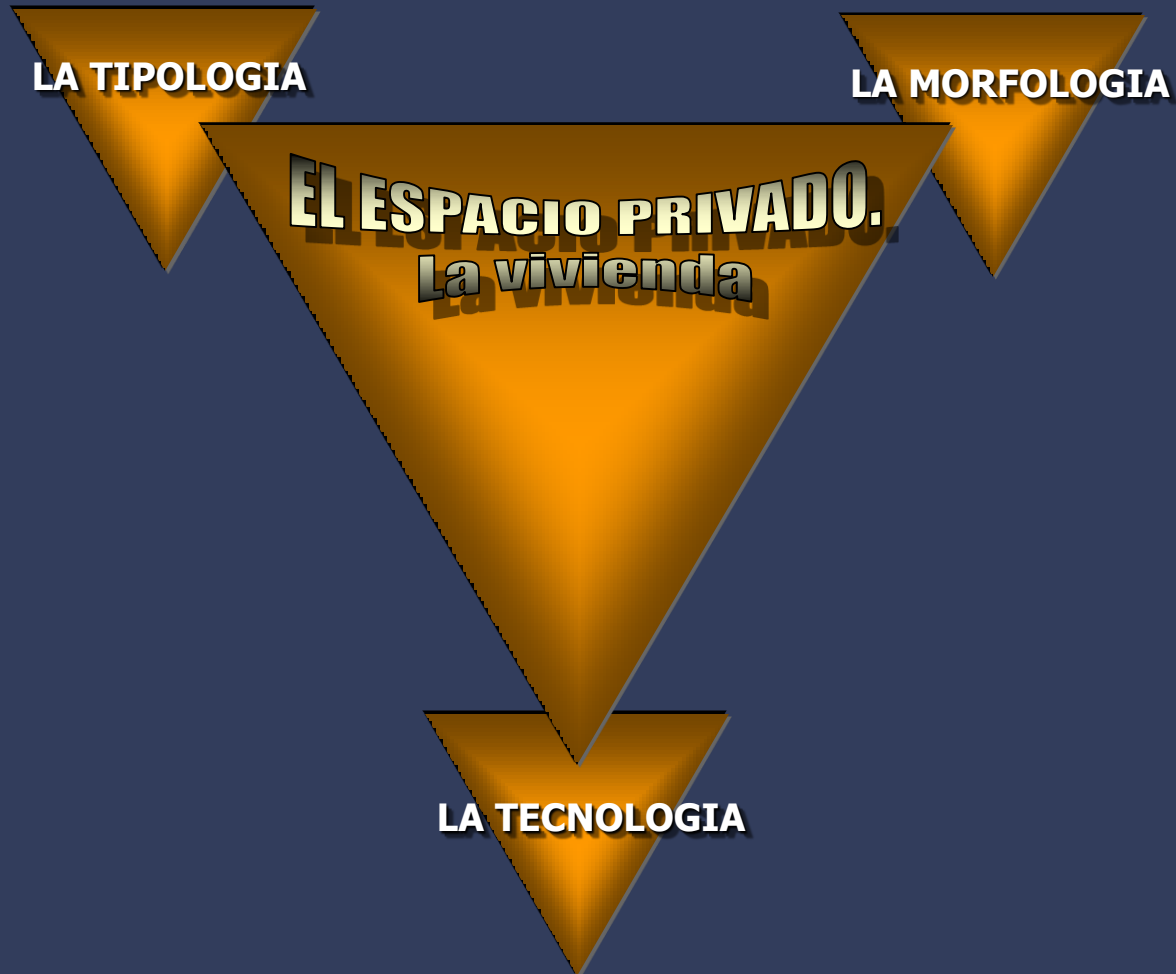 LA TIPOLOGIA
LA MORFOLOGIA
EL ESPACIO PRIVADO.
La vivienda
LA TECNOLOGIA